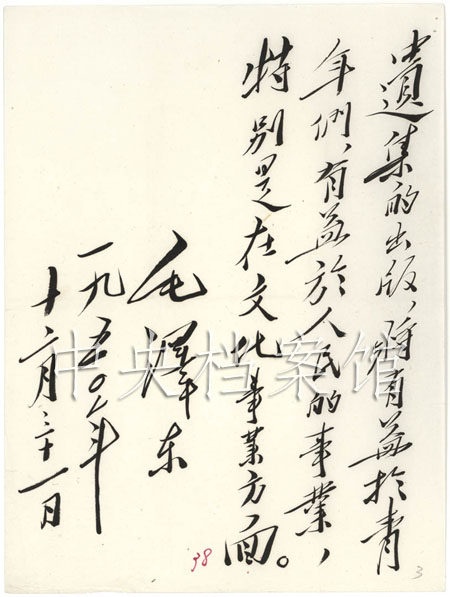 遗集的出版，将有益於青
年们，有益於人民的事業，
特别是在文化事業方面。
毛澤东
一九五〇年
十二月三十一日
中央档案馆
38
3